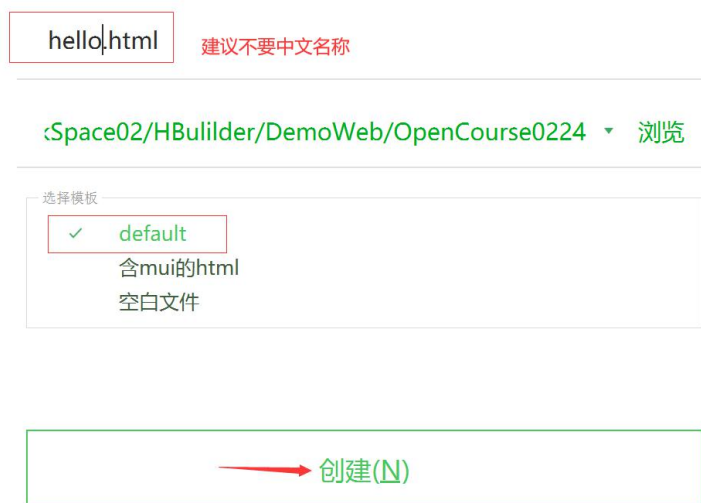 hello.html 建议不要中文名称
Space02/HBulilder/DemoWeb/OpenCourse0224 浏览
选择模板
default
含mui的html
空白文件
创建(N)